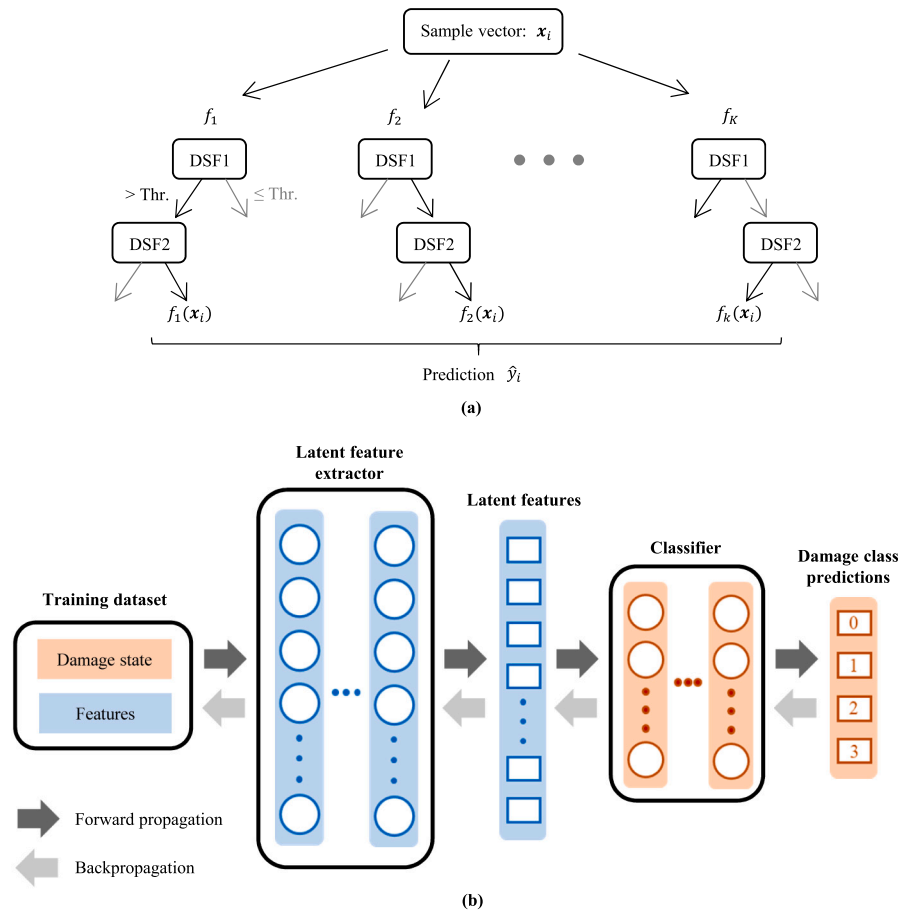 Sample vector: xᵢ
f₁ f₂ f_K
DSF1 DSF1 DSF1
> Thr. ≤ Thr.
DSF2 DSF2 DSF2
f₁(xᵢ) f₂(xᵢ) f_k(xᵢ)
Prediction ŷᵢ
(a)
Latent feature
extractor
Latent features
Classifier
Damage class
predictions
Training dataset
Damage state
Features
0
1
2
3
Forward propagation
Backpropagation
(b)